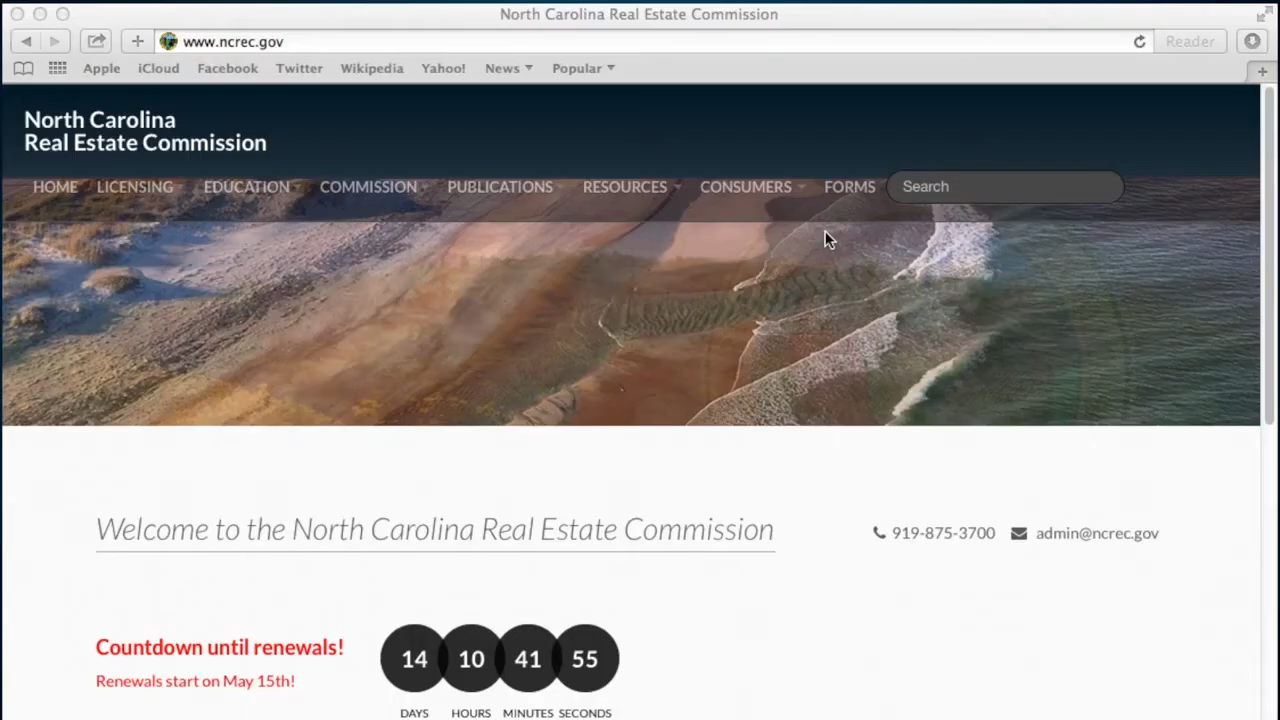 North Carolina Real Estate Commission
www.ncrec.gov
Reader
Apple iCloud Facebook Twitter Wikipedia Yahoo! News Popular
North Carolina
Real Estate Commission
HOME LICENSING EDUCATION COMMISSION PUBLICATIONS RESOURCES CONSUMERS FORMS Search
Welcome to the North Carolina Real Estate Commission
919-875-3700 admin@ncrec.gov
Countdown until renewals!
14 10 41 55
Renewals start on May 15th!
DAYS HOURS MINUTES SECONDS